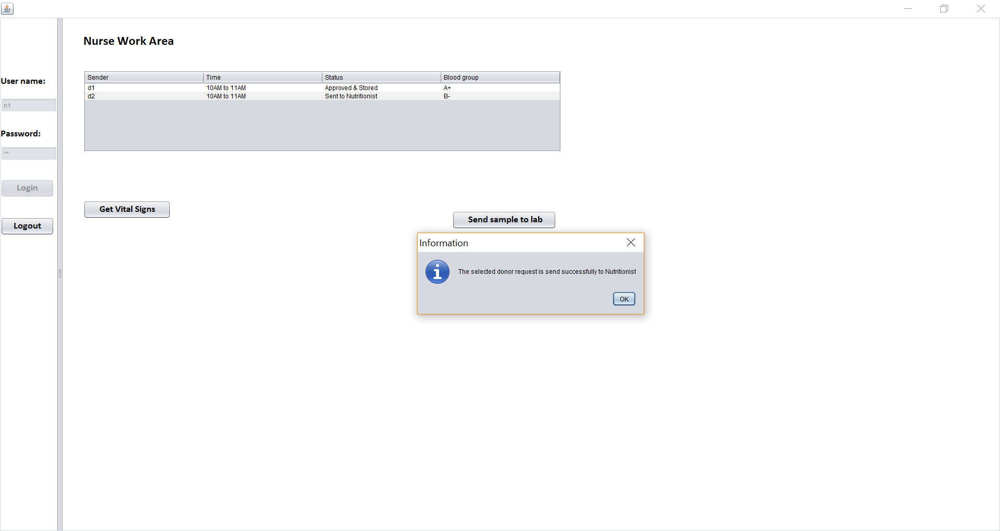 Nurse Work Area
User name:
n1
Password:
**
Login
Logout
Sender Time Status Blood group
d1 10AM to 11AM Approved & Stored A+
d2 10AM to 11AM Sent to Nutritionist B-
Get Vital Signs
Send sample to lab
Information
The selected donor request is send successfully to Nutritionist
OK